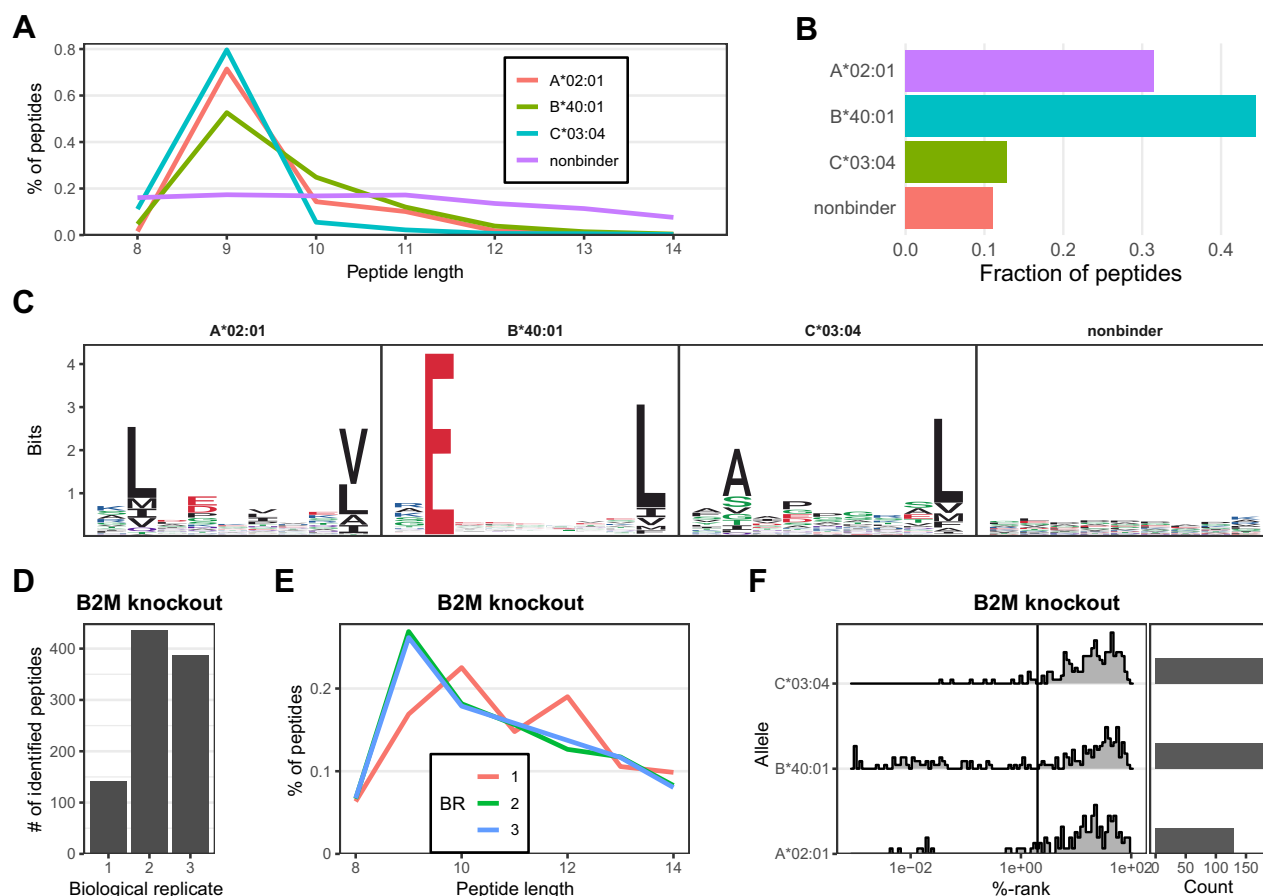 A
% of peptides
0.8
0.6
0.4
0.2
0.0
8 9 10 11 12 13 14
Peptide length
A*02:01
B*40:01
C*03:04
nonbinder
B
A*02:01
B*40:01
C*03:04
nonbinder
0.0 0.1 0.2 0.3 0.4
Fraction of peptides
C
A*02:01 B*40:01 C*03:04 nonbinder
Bits
4
3
2
1
L V E L A L
D
B2M knockout
# of identified peptides
400
300
200
100
0
1 2 3
Biological replicate
E
B2M knockout
% of peptides
0.2
0.1
0
8 10 12 14
Peptide length
BR
1
2
3
F
B2M knockout
Allele
C*03:04
B*40:01
A*02:01
1e-02 1e+00 1e+02
%-rank
0 50 100 150
Count